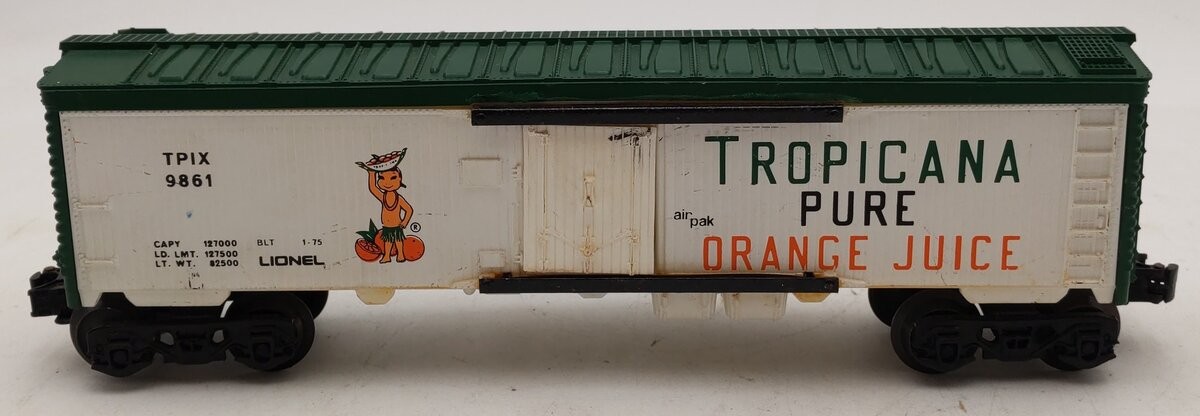 TPIX
9861
CAPY 127000 BLT 1-75
LD. LMT. 127500
LT. WT. 82500 LIONEL
®
air pak
TROPICANA
PURE
ORANGE JUICE